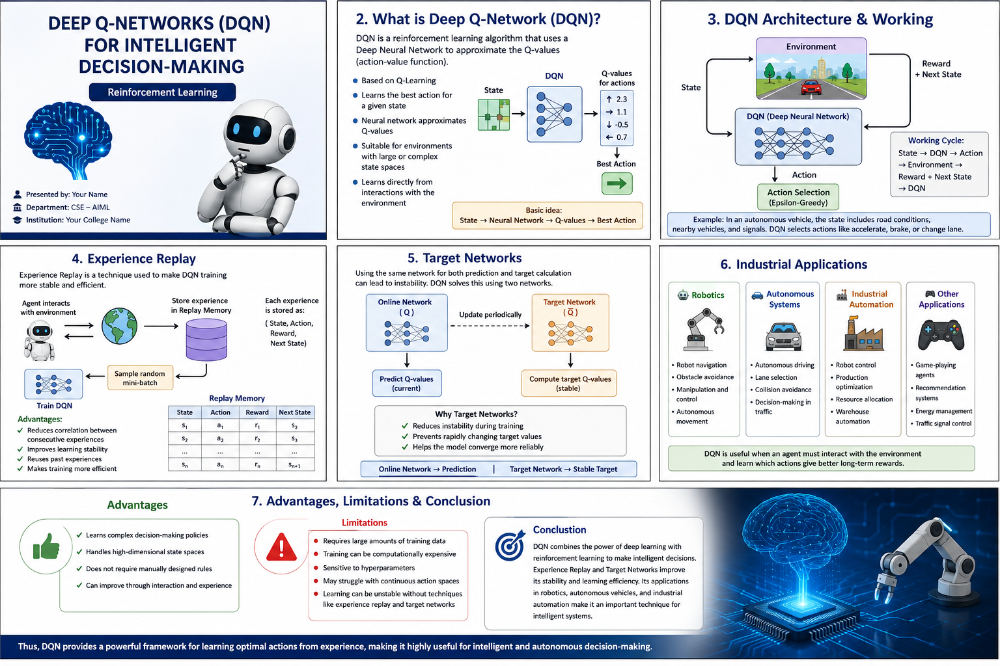 DEEP Q-NETWORKS (DQN)
FOR INTELLIGENT
DECISION-MAKING
Reinforcement Learning
Presented by: Your Name
Department: CSE – AIML
Institution: Your College Name
2. What is Deep Q-Network (DQN)?
DQN is a reinforcement learning algorithm that uses a
Deep Neural Network to approximate the Q-values
(action-value function).
• Based on Q-Learning
• Learns the best action for
a given state
• Neural network approximates
Q-values
• Suitable for environments
with large or complex
state spaces
• Learns directly from
interactions with the
environment
State
DQN
Q-values
for actions
↑ 2.3
→ 1.1
↓ -0.5
← 0.7
Best Action
Basic idea:
State → Neural Network → Q-values → Best Action
3. DQN Architecture & Working
Environment
State
Reward
+ Next State
DQN (Deep Neural Network)
Action
Action Selection
(Epsilon-Greedy)
Working Cycle:
State → DQN → Action
→ Environment →
Reward + Next State
→ DQN
Example: In an autonomous vehicle, the state includes road conditions,
nearby vehicles, and signals. DQN selects actions like accelerate, brake, or change lane.
4. Experience Replay
Experience Replay is a technique used to make DQN training
more stable and efficient.
Agent interacts
with environment
Store experience
in Replay Memory
Each experience
is stored as:
( State, Action,
Reward,
Next State)
Sample random
mini-batch
Train DQN
Advantages:
✓ Reduces correlation between
consecutive experiences
✓ Improves learning stability
✓ Reuses past experiences
✓ Makes training more efficient
Replay Memory
State Action Reward Next State
s₁ a₁ r₁ s₂
s₂ a₂ r₂ s₃
... ... ... ...
sₙ aₙ rₙ sₙ₊₁
5. Target Networks
Using the same network for both prediction and target calculation
can lead to instability. DQN solves this using two networks.
Online Network
( Q )
Update periodically
Target Network
( Q̅ )
Predict Q-values
(current)
Compute target Q-values
(stable)
Why Target Networks?
✓ Reduces instability during training
✓ Prevents rapidly changing target values
✓ Helps the model converge more reliably
Online Network → Prediction | Target Network → Stable Target
6. Industrial Applications
Robotics
• Robot navigation
• Obstacle avoidance
• Manipulation and
control
• Autonomous
movement
Autonomous
Systems
• Autonomous driving
• Lane selection
• Collision avoidance
• Decision-making in
traffic
Industrial
Automation
• Robot control
• Production
optimization
• Resource allocation
• Warehouse
automation
Other
Applications
• Game-playing
agents
• Recommendation
systems
• Energy management
• Traffic signal control
DQN is useful when an agent must interact with the environment
and learn which actions give better long-term rewards.
7. Advantages, Limitations & Conclusion
Advantages
✓ Learns complex decision-making policies
✓ Handles high-dimensional state spaces
✓ Does not require manually designed rules
✓ Can improve through interaction and experience
Limitations
• Requires large amounts of training data
• Training can be computationally expensive
• Sensitive to hyperparameters
• May struggle with continuous action spaces
• Learning can be unstable without techniques
like experience replay and target networks
Conclustion
DQN combines the power of deep learning with
reinforcement learning to make intelligent decisions.
Experience Replay and Target Networks improve
its stability and learning efficiency. Its applications
in robotics, autonomous vehicles, and industrial
automation make it an important technique for
intelligent systems.
Thus, DQN provides a powerful framework for learning optimal actions from experience, making it highly useful for intelligent and autonomous decision-making.